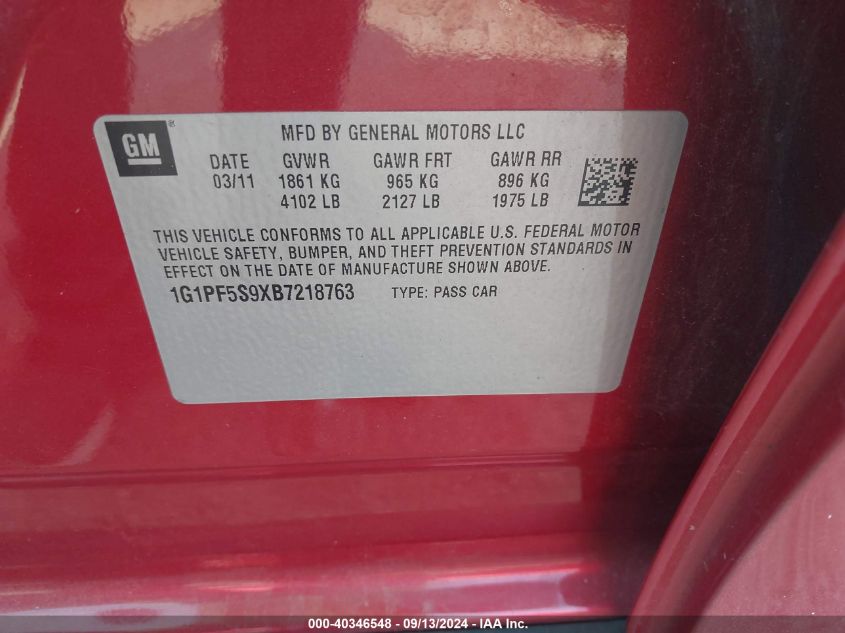 GM ®
MFD BY GENERAL MOTORS LLC
DATE GVWR GAWR FRT GAWR RR
03/11 1861 KG 965 KG 896 KG
4102 LB 2127 LB 1975 LB
THIS VEHICLE CONFORMS TO ALL APPLICABLE U.S. FEDERAL MOTOR
VEHICLE SAFETY, BUMPER, AND THEFT PREVENTION STANDARDS IN
EFFECT ON THE DATE OF MANUFACTURE SHOWN ABOVE.
1G1PF5S9XB7218763 TYPE: PASS CAR
000-40346548 - 09/13/2024 - IAA Inc.